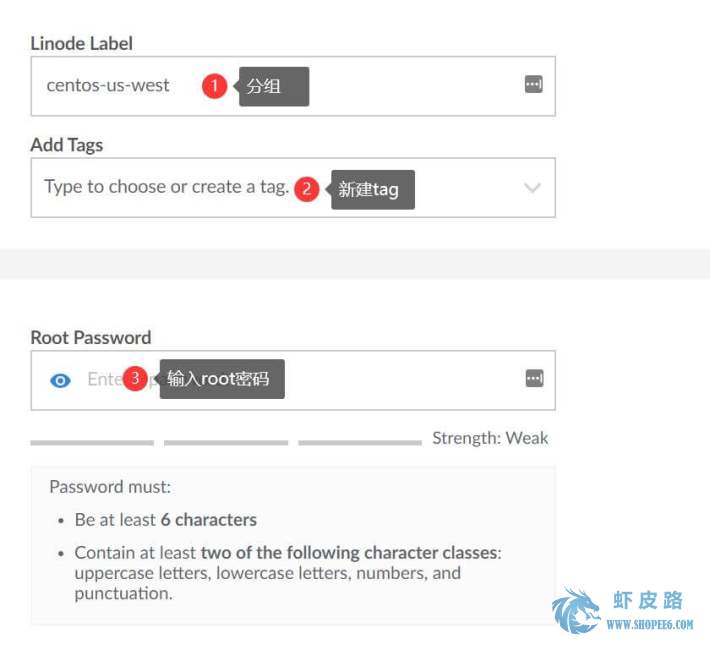 Linode Label
centos-us-west 1 分组
Add Tags
Type to choose or create a tag. 2 新建tag
Root Password
Ente 3 输入root密码
Strength: Weak
Password must:
• Be at least 6 characters
• Contain at least two of the following character classes:
uppercase letters, lowercase letters, numbers, and
punctuation.
虾皮路
WWW.SHOPEE6.COM